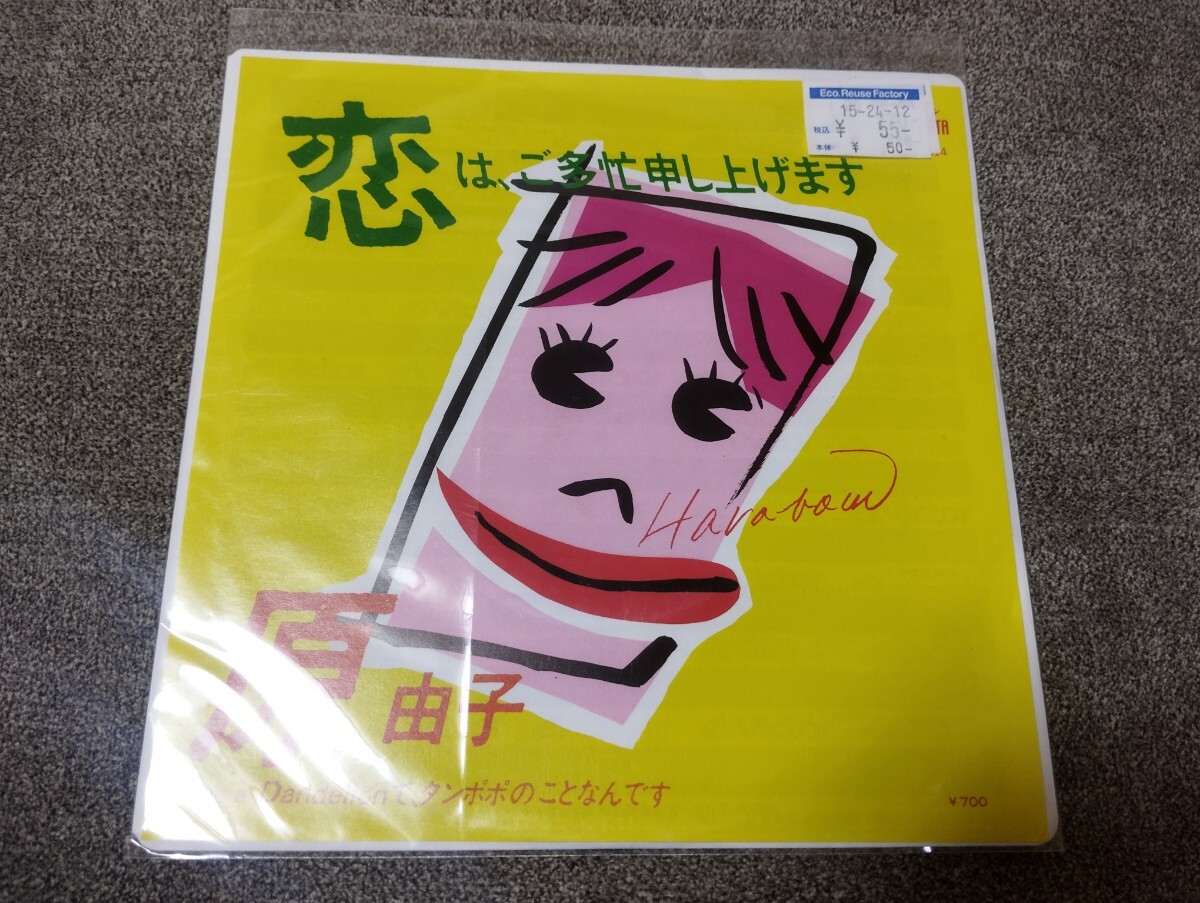 Eco.Reuse Factory
15-24-12
税込 ¥ 55-
本体 ¥ 50-
恋は、ご多忙申し上げます
Harabow
原由子
Dandelionで、タンポポのことなんです
¥700